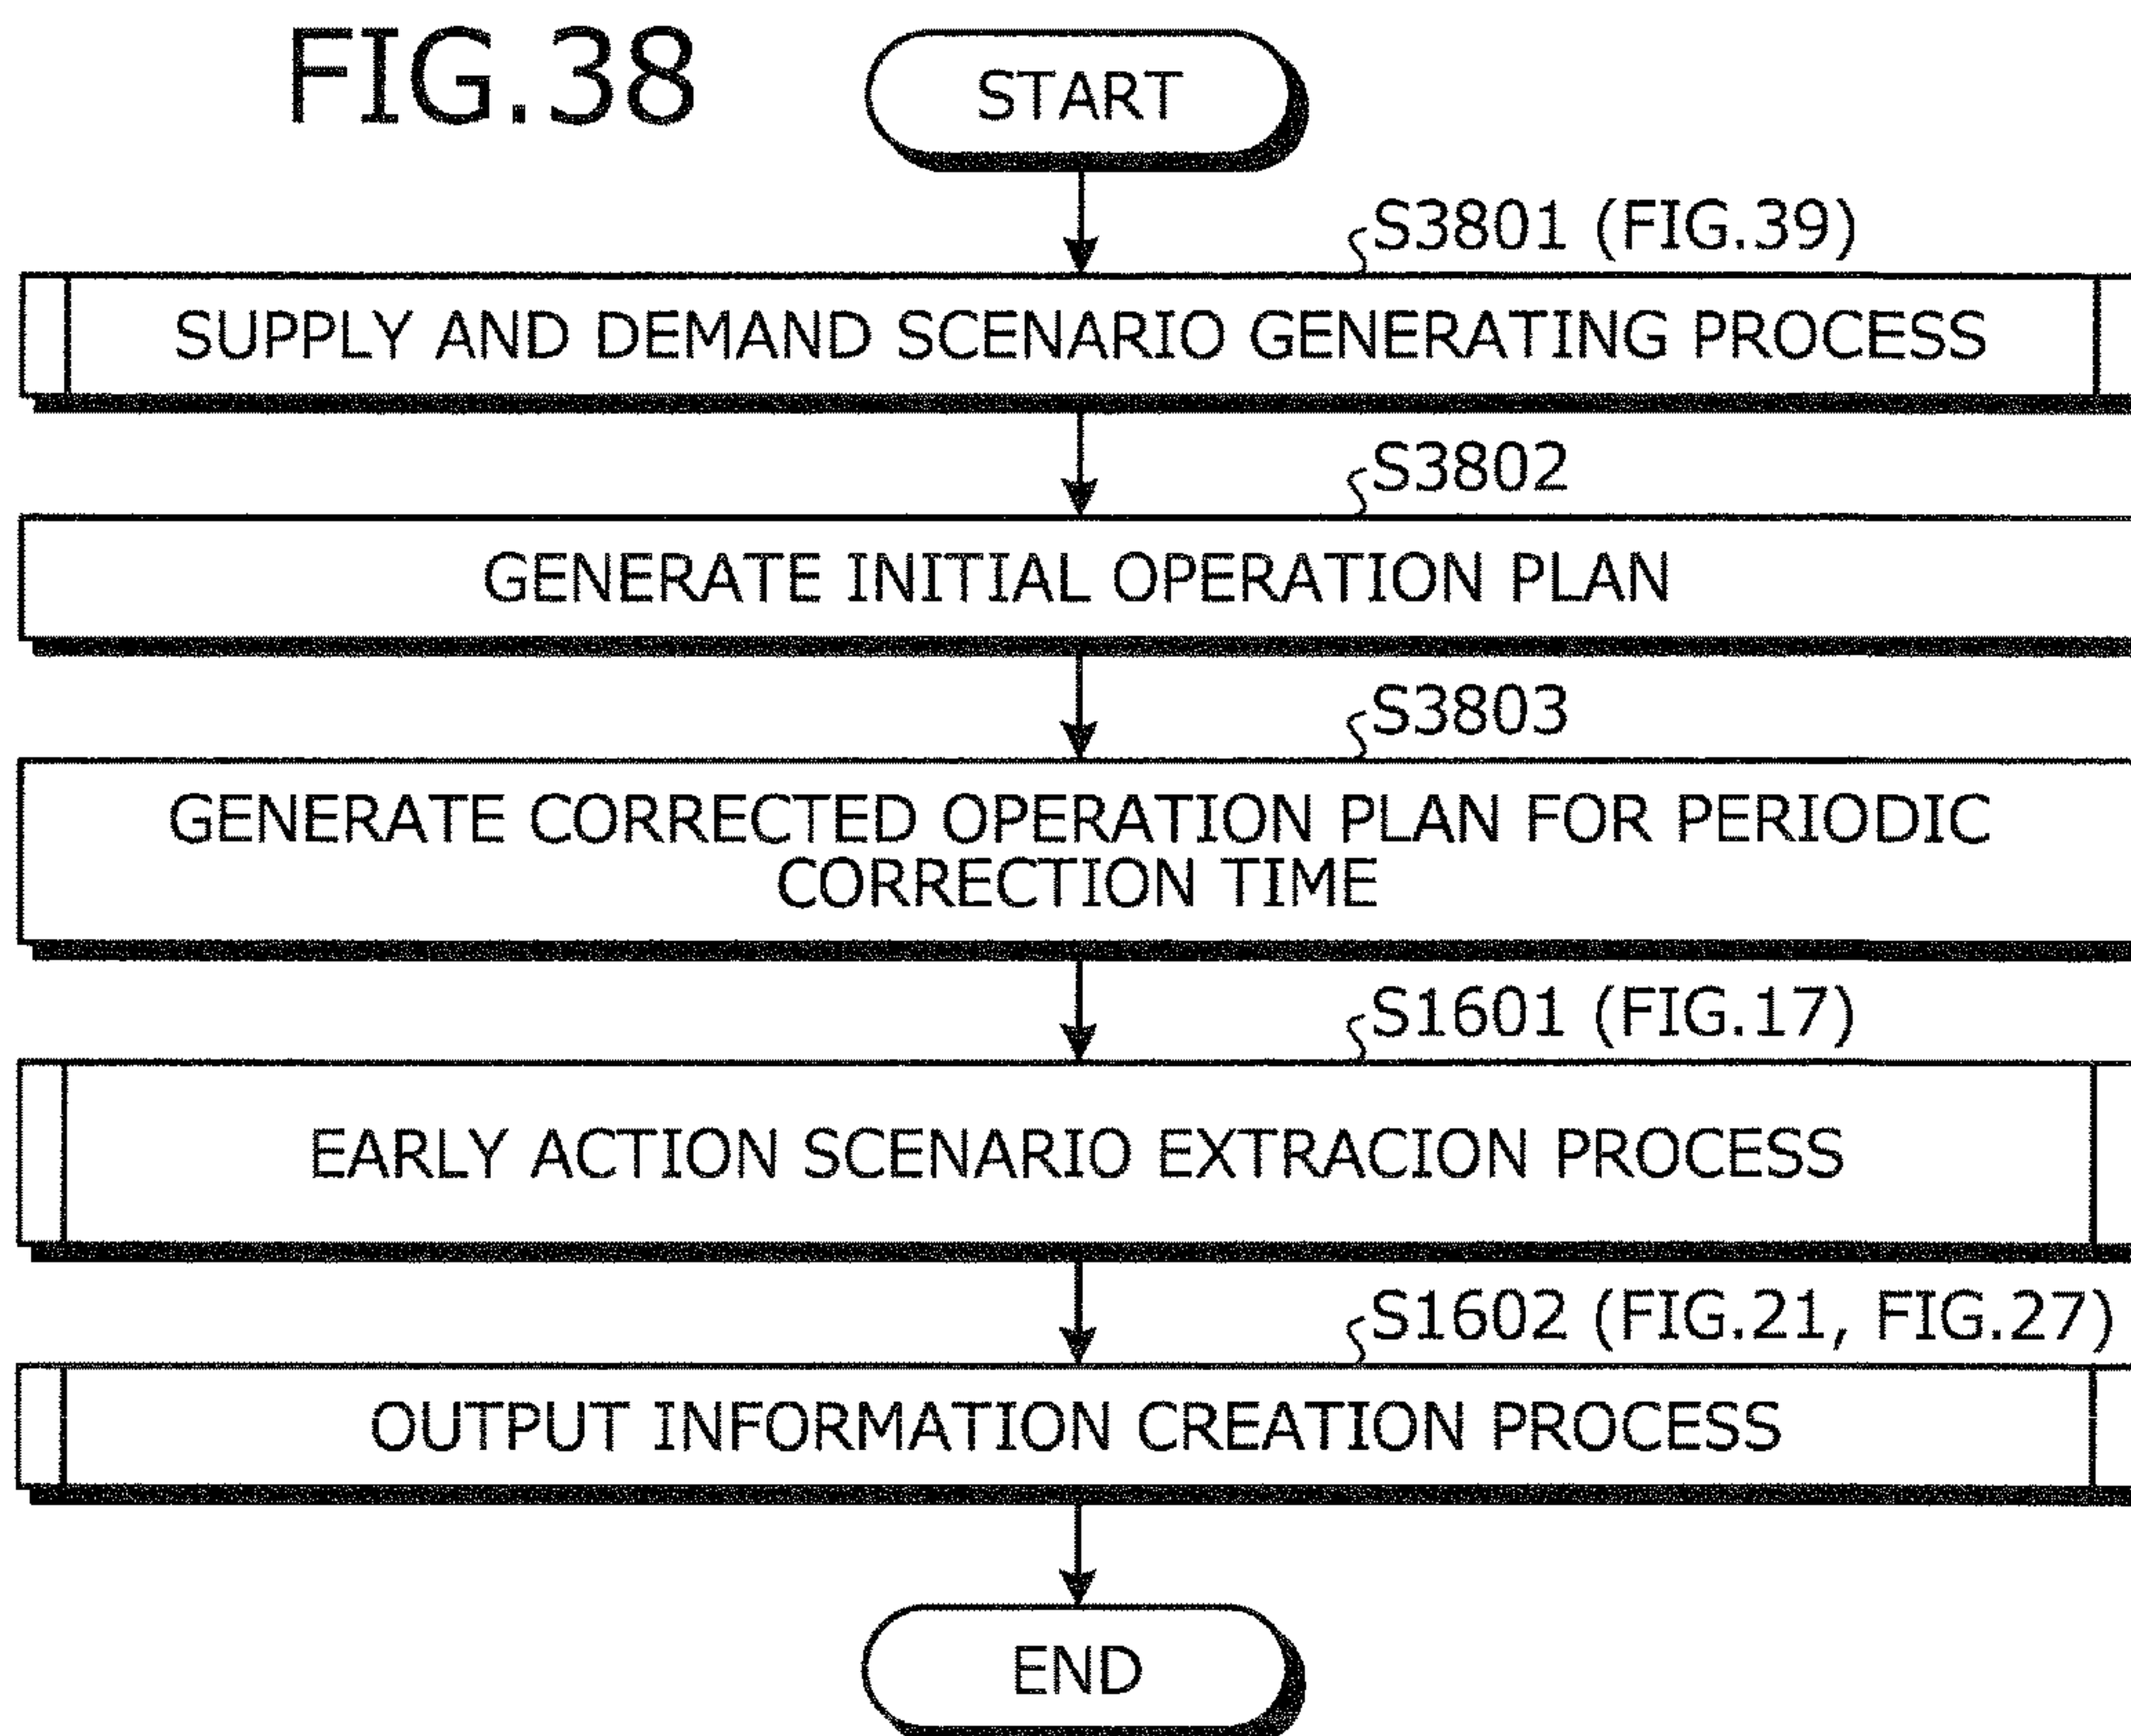 FIG.38
START
S3801 (FIG.39)
SUPPLY AND DEMAND SCENARIO GENERATING PROCESS
S3802
GENERATE INITIAL OPERATION PLAN
S3803
GENERATE CORRECTED OPERATION PLAN FOR PERIODIC
CORRECTION TIME
S1601 (FIG.17)
EARLY ACTION SCENARIO EXTRACION PROCESS
S1602 (FIG.21, FIG.27)
OUTPUT INFORMATION CREATION PROCESS
END